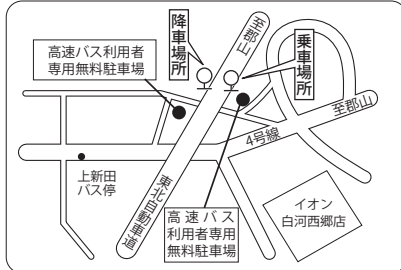 降車場所
至郡山
乗車場所
高速バス利用者
専用無料駐車場
至郡山
4号線
上新田
バス停
東北自動車道
イオン
白河西郷店
高速バス
利用者専用
無料駐車場